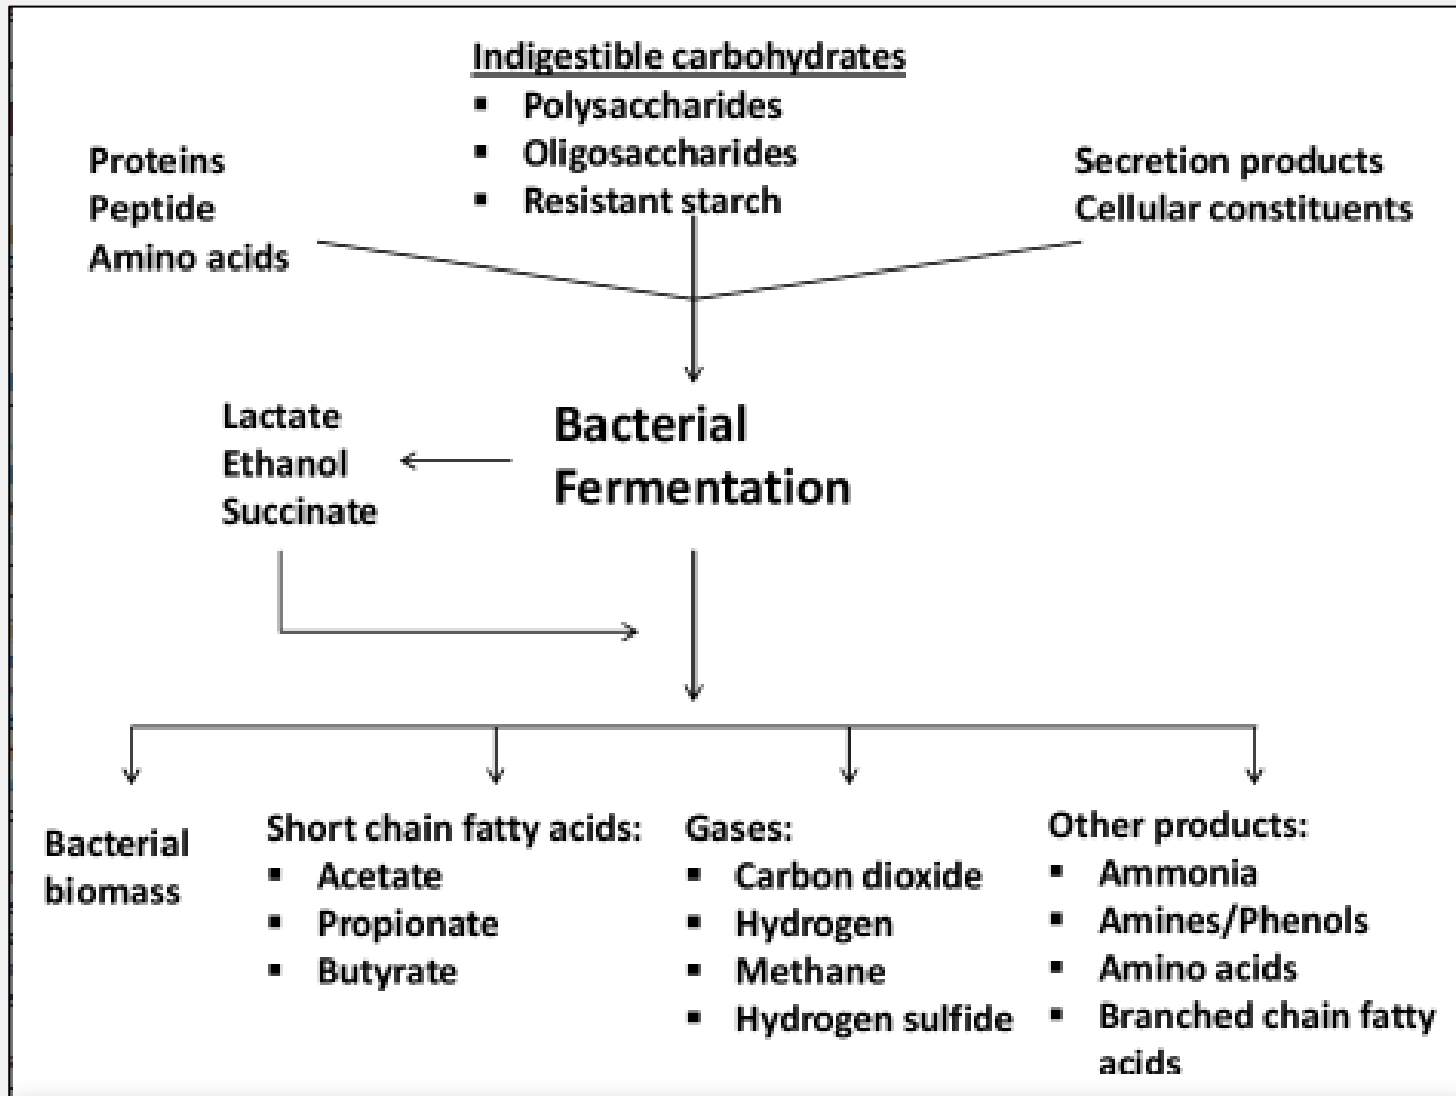 Indigestible carbohydrates
▪ Polysaccharides
▪ Oligosaccharides
▪ Resistant starch
Proteins
Peptide
Amino acids
Secretion products
Cellular constituents
Lactate
Ethanol
Succinate
Bacterial
Fermentation
Bacterial
biomass
Short chain fatty acids:
▪ Acetate
▪ Propionate
▪ Butyrate
Gases:
▪ Carbon dioxide
▪ Hydrogen
▪ Methane
▪ Hydrogen sulfide
Other products:
▪ Ammonia
▪ Amines/Phenols
▪ Amino acids
▪ Branched chain fatty
acids